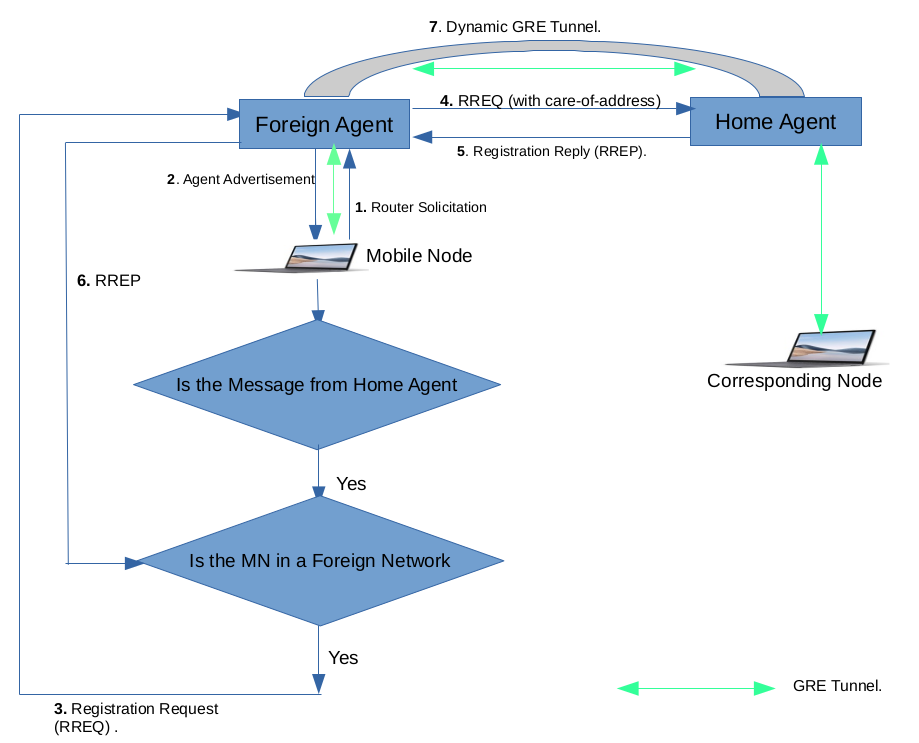 7. Dynamic GRE Tunnel.
4. RREQ (with care-of-address)
Foreign Agent
Home Agent
5. Registration Reply (RREP).
2. Agent Advertisement
1. Router Solicitation
Mobile Node
6. RREP
Is the Message from Home Agent
Corresponding Node
Yes
Is the MN in a Foreign Network
Yes
GRE Tunnel.
3. Registration Request
(RREQ) .